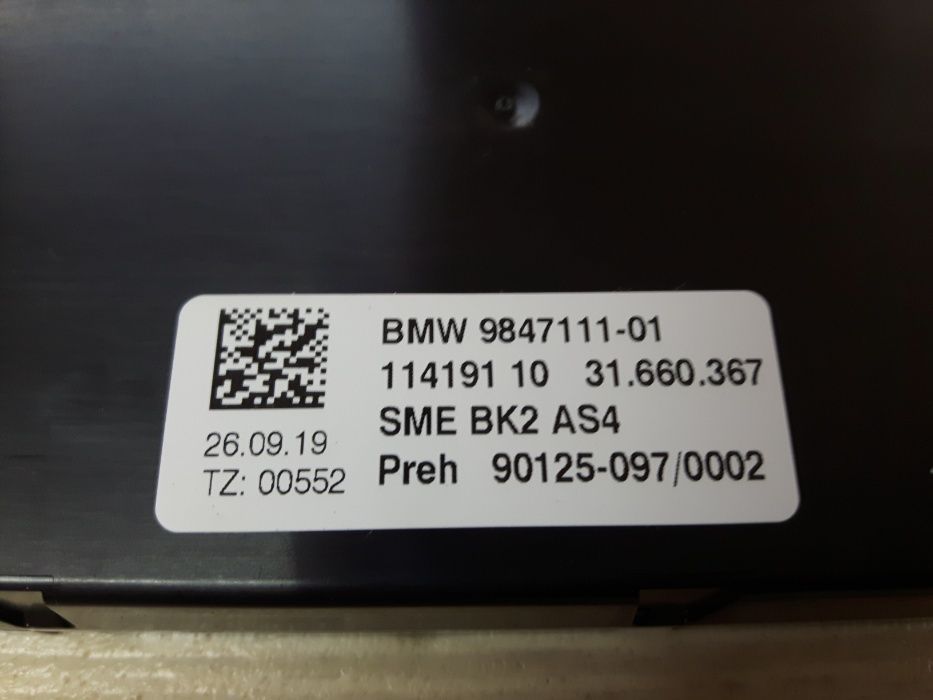 BMW 9847111-01
114191 10 31.660.367
SME BK2 AS4
Preh 90125-097/0002
26.09.19
TZ: 00552